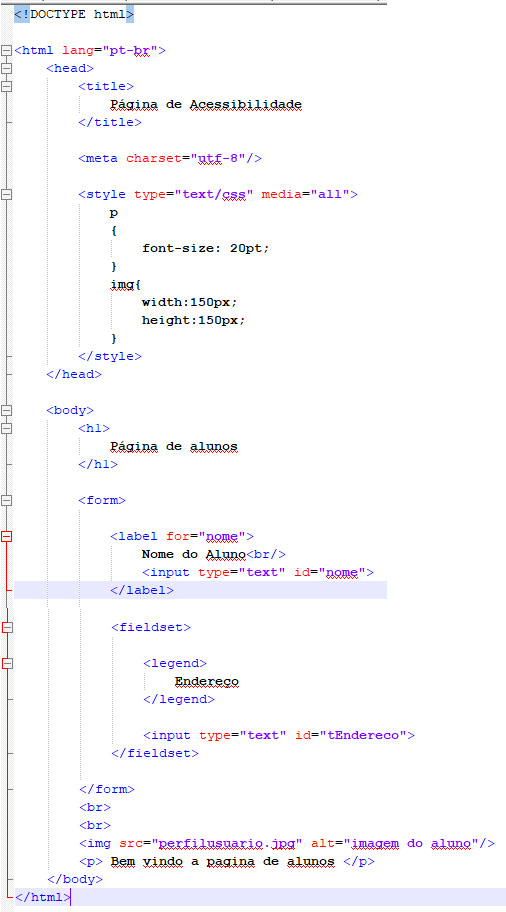 <!DOCTYPE html>
<html lang="pt-br">
<head>
<title>
Página de Acessibilidade
</title>
<meta charset="utf-8"/>
<style type="text/css" media="all">
p
{
font-size: 20pt;
}
img{
width:150px;
height:150px;
}
</style>
</head>
<body>
<h1>
Página de alunos
</h1>
<form>
<label for="nome">
Nome do Aluno<br/>
<input type="text" id="nome">
</label>
<fieldset>
<legend>
Endereço
</legend>
<input type="text" id="tEndereco">
</fieldset>
</form>
<br>
<br>
<img src="perfilusuario.jpg" alt="imagem do aluno"/>
<p> Bem vindo a pagina de alunos </p>
</body>
</html>